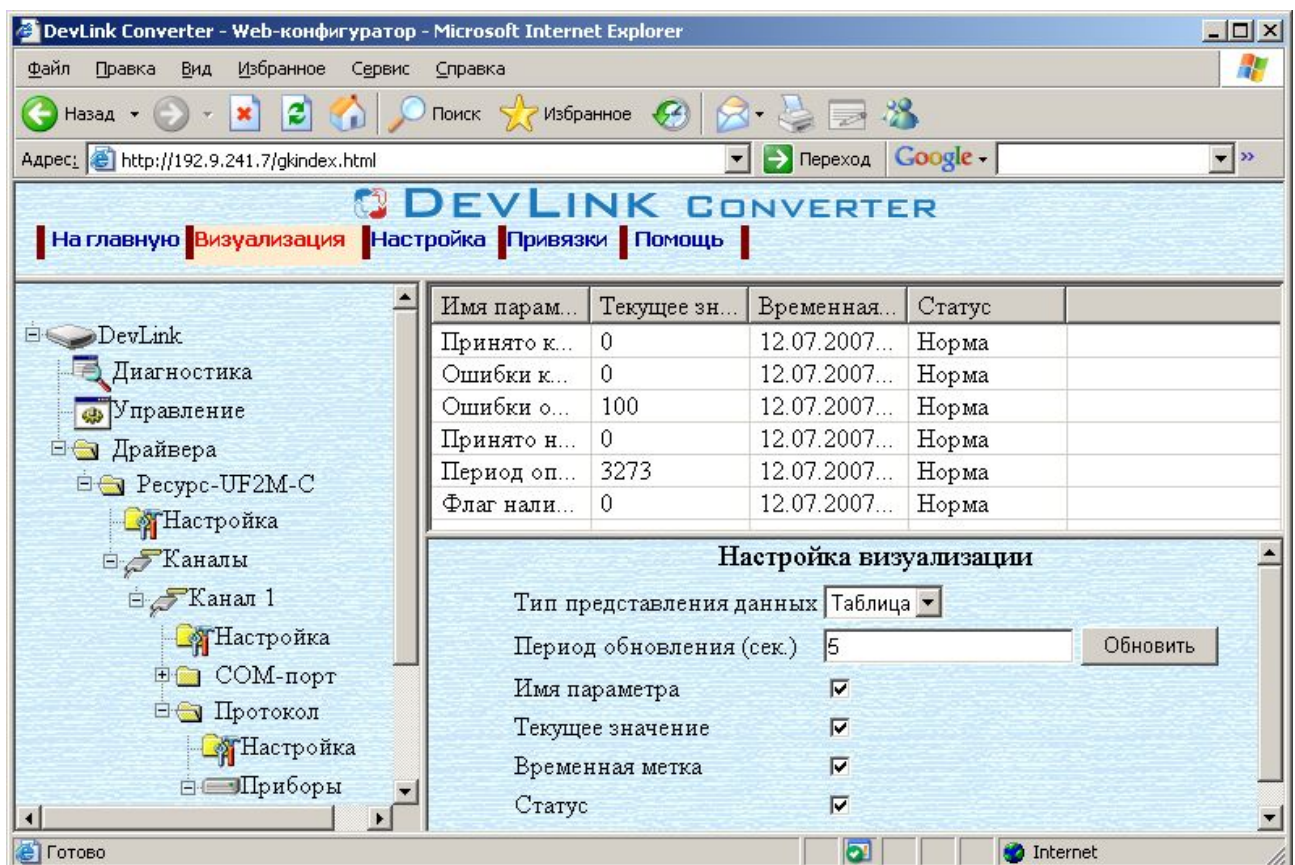 DevLink Converter - Web-конфигуратор - Microsoft Internet Explorer
Файл Правка Вид Избранное Сервис Справка
Назад Поиск Избранное
Адрес: http://192.9.241.7/gkindex.html Переход Google
DEVLINK CONVERTER
На главную Визуализация Настройка Привязки Помощь
DevLink
Диагностика
Управление
Драйвера
Ресурс-UF2M-C
Настройка
Каналы
Канал 1
Настройка
COM-порт
Протокол
Настройка
Приборы
Имя парам... Текущее зн... Временная... Статус
Принято к... 0 12.07.2007... Норма
Ошибки к... 0 12.07.2007... Норма
Ошибки о... 100 12.07.2007... Норма
Принято н... 0 12.07.2007... Норма
Период оп... 3273 12.07.2007... Норма
Флаг нали... 0 12.07.2007... Норма
Настройка визуализации
Тип представления данных Таблица
Период обновления (сек.) 5 Обновить
Имя параметра
Текущее значение
Временная метка
Статус
Готово Internet